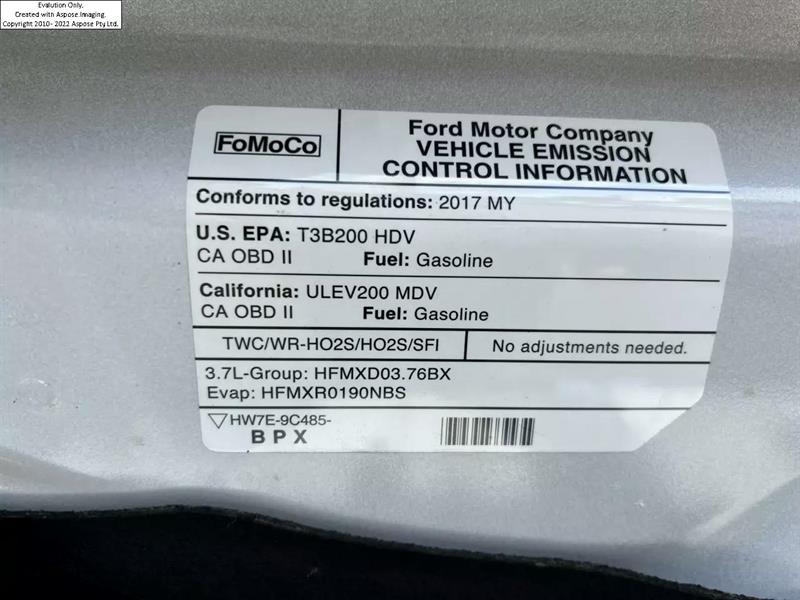 Evalution Only.
Created with Aspose.Imaging.
Copyright 2010- 2022 Aspose Pty Ltd.
FoMoCo
Ford Motor Company
VEHICLE EMISSION
CONTROL INFORMATION
Conforms to regulations: 2017 MY
U.S. EPA: T3B200 HDV
CA OBD II Fuel: Gasoline
California: ULEV200 MDV
CA OBD II Fuel: Gasoline
TWC/WR-HO2S/HO2S/SFI No adjustments needed.
3.7L-Group: HFMXD03.76BX
Evap: HFMXR0190NBS
HW7E-9C485-
B P X